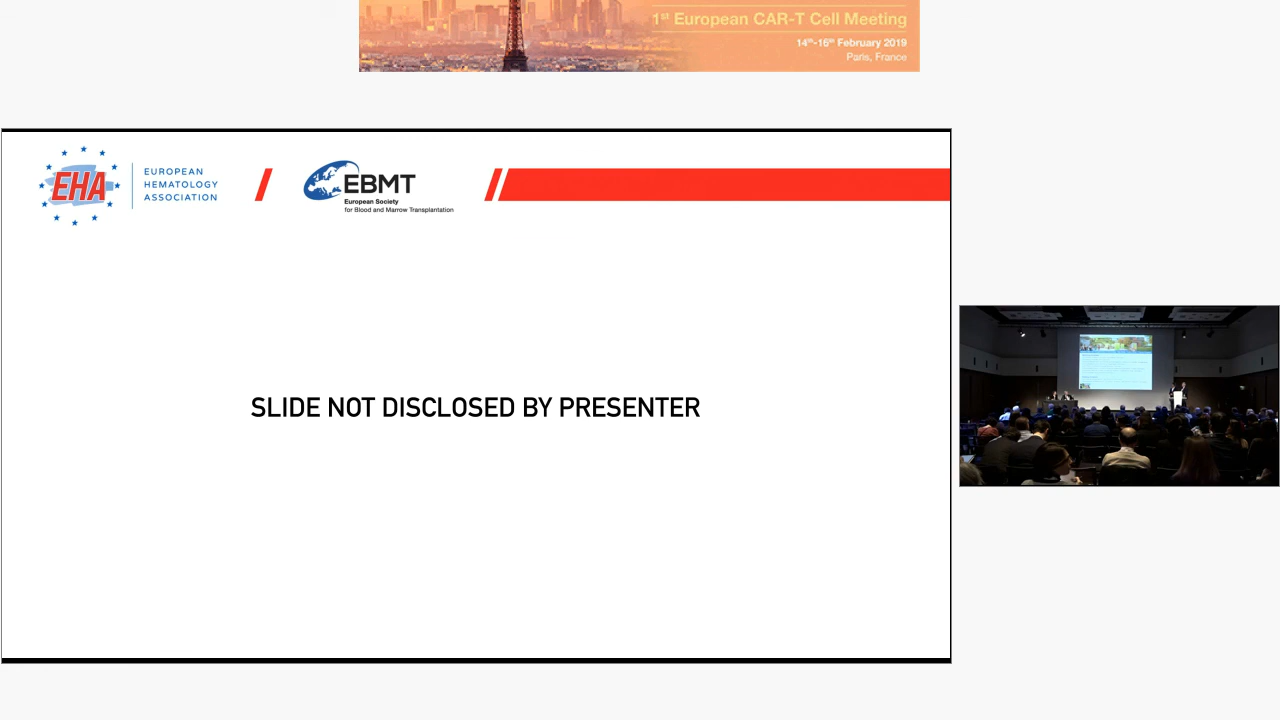 1st European CAR-T Cell Meeting
14th-16th February 2019
Paris, France
EHA
EUROPEAN
HEMATOLOGY
ASSOCIATION
EBMT
European Society
for Blood and Marrow Transplantation
SLIDE NOT DISCLOSED BY PRESENTER